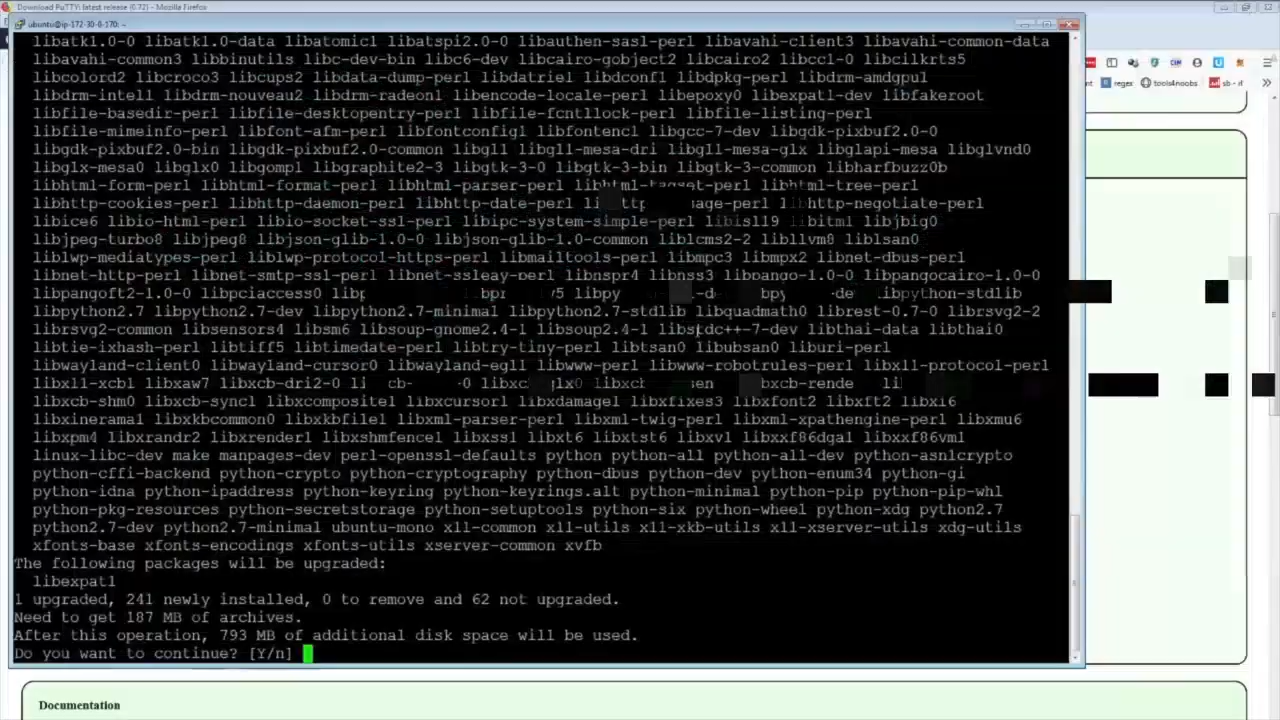 Download PuTTY: latest release (0.72) - Mozilla Firefox
ubuntu@ip-172-30-0-170: ~
libatk1.0-0 libatk1.0-data libatomic1 libatspi2.0-0 libauthen-sasl-perl libavahi-client3 libavahi-common-data
libavahi-common3 libbinutils libc-dev-bin libc6-dev libcairo-gobject2 libcairo2 libcc1-0 libcilkrts5
libcolord2 libcroco3 libcups2 libdata-dump-perl libdatrie1 libdconf1 libdpkg-perl libdrm-amdgpu1
libdrm-intel1 libdrm-nouveau2 libdrm-radeon1 libencode-locale-perl libepoxy0 libexpat1-dev libfakeroot
libfile-basedir-perl libfile-desktopentry-perl libfile-fcntllock-perl libfile-listing-perl
libfile-mimeinfo-perl libfont-afm-perl libfontconfig1 libfontenc1 libgcc-7-dev libgdk-pixbuf2.0-0
libgdk-pixbuf2.0-bin libgdk-pixbuf2.0-common libgl1 libgl1-mesa-dri libgl1-mesa-glx libglapi-mesa libglvnd0
libglx-mesa0 libglx0 libgomp1 libgraphite2-3 libgtk-3-0 libgtk-3-bin libgtk-3-common libharfbuzz0b
libhtml-form-perl libhtml-format-perl libhtml-parser-perl libhtml-tagset-perl libhtml-tree-perl
libhttp-cookies-perl libhttp-daemon-perl libhttp-date-perl libhttp-negotiate-perl
libice6 libio-html-perl libio-socket-ssl-perl libipc-system-simple-perl libisl19 libitm1 libjbig0
libjpeg-turbo8 libjpeg8 libjson-glib-1.0-0 libjson-glib-1.0-common liblcms2-2 libllvm8 liblsan0
liblwp-mediatypes-perl liblwp-protocol-https-perl libmailtools-perl libmpc3 libmpx2 libnet-dbus-perl
libnet-http-perl libnet-smtp-ssl-perl libnet-ssleay-perl libnspr4 libnss3 libpango-1.0-0 libpangocairo-1.0-0
libpangoft2-1.0-0 libpciaccess0 libpython-stdlib
libpython2.7 libpython2.7-dev libpython2.7-minimal libpython2.7-stdlib libquadmath0 librest-0.7-0 librsvg2-2
librsvg2-common libsensors4 libsm6 libsoup-gnome2.4-1 libsoup2.4-1 libstdc++-7-dev libthai-data libthai0
libtie-ixhash-perl libtiff5 libtimedate-perl libtry-tiny-perl libtsan0 libubsan0 liburi-perl
libwayland-client0 libwayland-cursor0 libwayland-egl1 libwww-perl libwww-robotrules-perl libx11-protocol-perl
libx11-xcb1 libxaw7 libxcb-dri2-0
libxcb-shm0 libxcb-sync1 libxcomposite1 libxcursor1 libxdamage1 libxfixes3 libxfont2 libxft2 libxi6
libxinerama1 libxkbcommon0 libxkbfile1 libxml-parser-perl libxml-twig-perl libxml-xpathengine-perl libxmu6
libxpm4 libxrandr2 libxrender1 libxshmfence1 libxss1 libxt6 libxtst6 libxv1 libxxf86dga1 libxxf86vm1
linux-libc-dev make manpages-dev perl-openssl-defaults python python-all python-all-dev python-asn1crypto
python-cffi-backend python-crypto python-cryptography python-dbus python-dev python-enum34 python-gi
python-idna python-ipaddress python-keyring python-keyrings.alt python-minimal python-pip python-pip-whl
python-pkg-resources python-secretstorage python-setuptools python-six python-wheel python-xdg python2.7
python2.7-dev python2.7-minimal ubuntu-mono x11-common x11-utils x11-xkb-utils x11-xserver-utils xdg-utils
xfonts-base xfonts-encodings xfonts-utils xserver-common xvfb
The following packages will be upgraded:
libexpat1
1 upgraded, 241 newly installed, 0 to remove and 62 not upgraded.
Need to get 187 MB of archives.
After this operation, 793 MB of additional disk space will be used.
Do you want to continue? [Y/n]
regex tools4noobs
Documentation